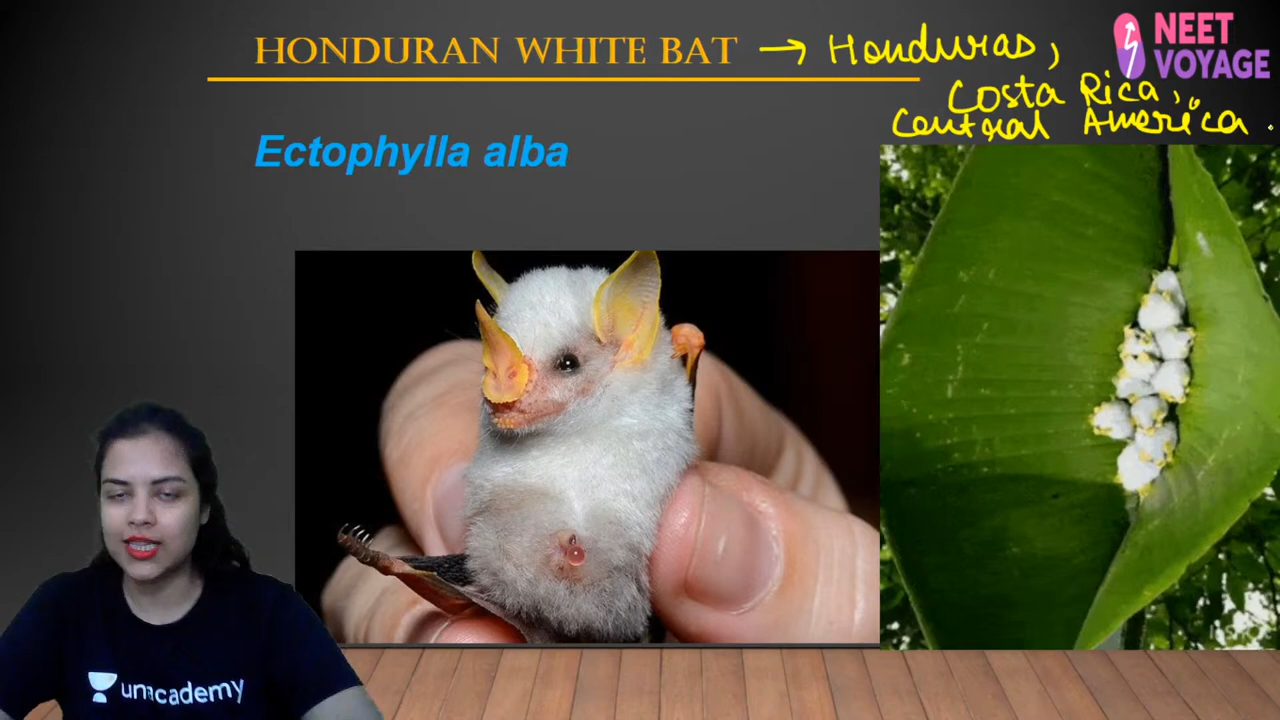 HONDURAN WHITE BAT → Honduras,
Costa Rica,
Central America.
NEET
VOYAGE
Ectophylla alba
unacademy